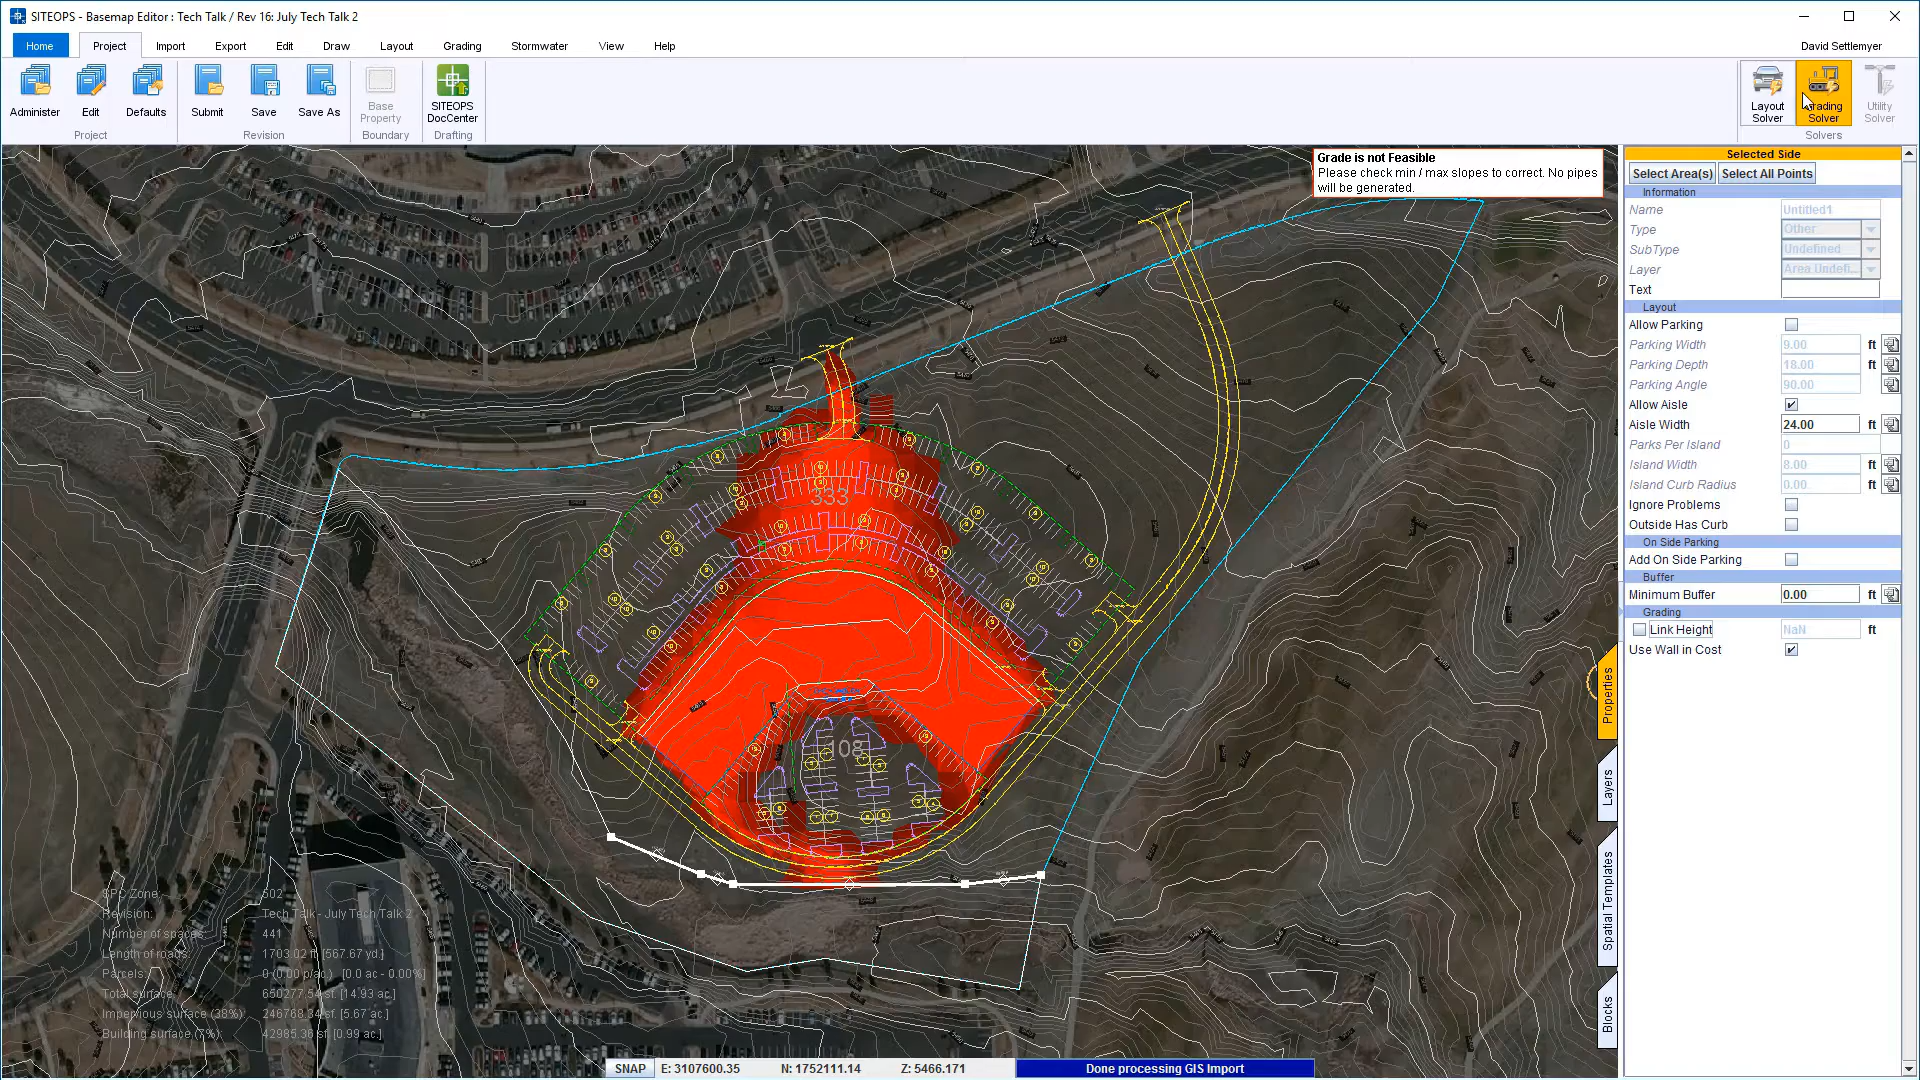 SITEOPS - Basemap Editor : Tech Talk / Rev 16: July Tech Talk 2
Home Project Import Export Edit Draw Layout Grading Stormwater View Help
David Settlemyer
Administer Edit Defaults Submit Save Save As Base Property SITEOPS DocCenter
Project Revision Boundary Drafting
Layout Solver Grading Solver Utility Solver
Solvers
Grade is not Feasible
Please check min / max slopes to correct. No pipes
will be generated.
333
108
SPC Zone: 502
Revision: Tech Talk - July Tech Talk 2
Number of spaces: 441
Length of roads: 1703.02 ft [567.67 yd.]
Parcels: 0 (0.00 p/ac.) [0.0 ac - 0.00%]
Total surface: 650277.54 sf. [14.93 ac.]
Impervious surface (38%): 246768.34 sf. [5.67 ac.]
Building surface (7%): 42985.36 sf. [0.99 ac.]
Selected Side
Select Area(s) Select All Points
Information
Name Untitled1
Type Other
SubType Undefined
Layer Area Undefi...
Text
Layout
Allow Parking
Parking Width 9.00 ft
Parking Depth 18.00 ft
Parking Angle 90.00
Allow Aisle
Aisle Width 24.00 ft
Parks Per Island 0
Island Width 8.00 ft
Island Curb Radius 0.00 ft
Ignore Problems
Outside Has Curb
On Side Parking
Add On Side Parking
Buffer
Minimum Buffer 0.00 ft
Grading
Link Height NaN ft
Use Wall in Cost
Properties
Layers
Spatial Templates
Blocks
SNAP E: 3107600.35 N: 1752111.14 Z: 5466.171
Done processing GIS Import